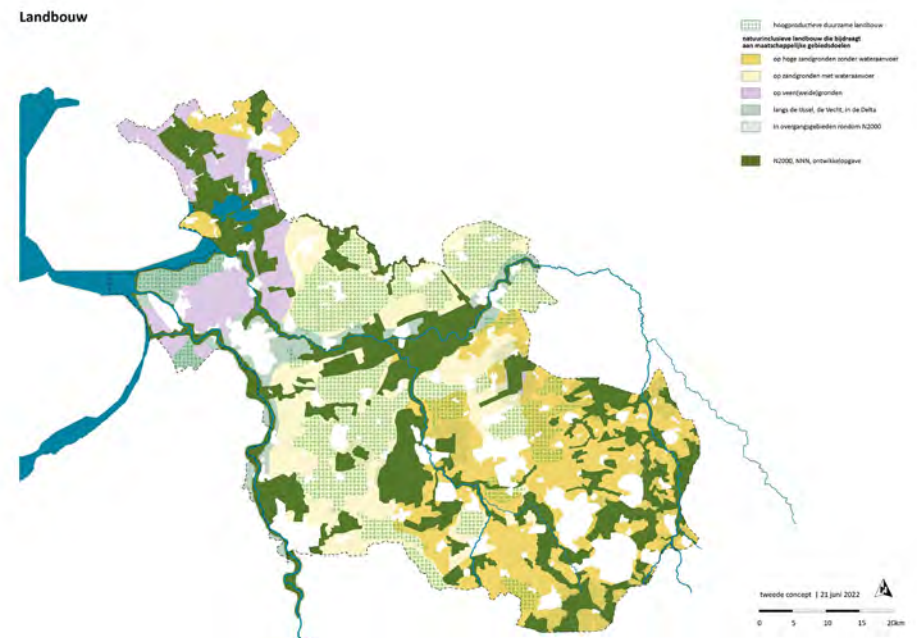 Landbouw
hoogproductieve duurzame landbouw
natuurinclusieve landbouw die bijdraagt
aan maatschappelijke gebiedsdoelen
op hoge zandgronden zonder wateraanvoer
op zandgronden met wateraanvoer
op veen(weide)gronden
langs de IJssel, de Vecht, in de Delta
in overgangsgebieden rondom N2000
N2000, NNN, ontwikkelopgave
tweede concept | 21 juni 2022
0 5 10 15 20km